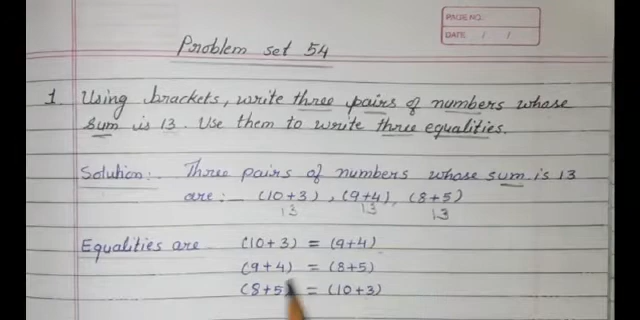 PAGE NO.
DATE / /
Problem set 54
1. Using brackets, write three pairs of numbers whose
sum is 13. Use them to write three equalities.
Solution:- Three pairs of numbers whose sum is 13
are:- (10+3), (9+4), (8+5)
13 13 13
Equalities are (10+3) = (9+4)
(9+4) = (8+5)
(8+5) = (10+3)